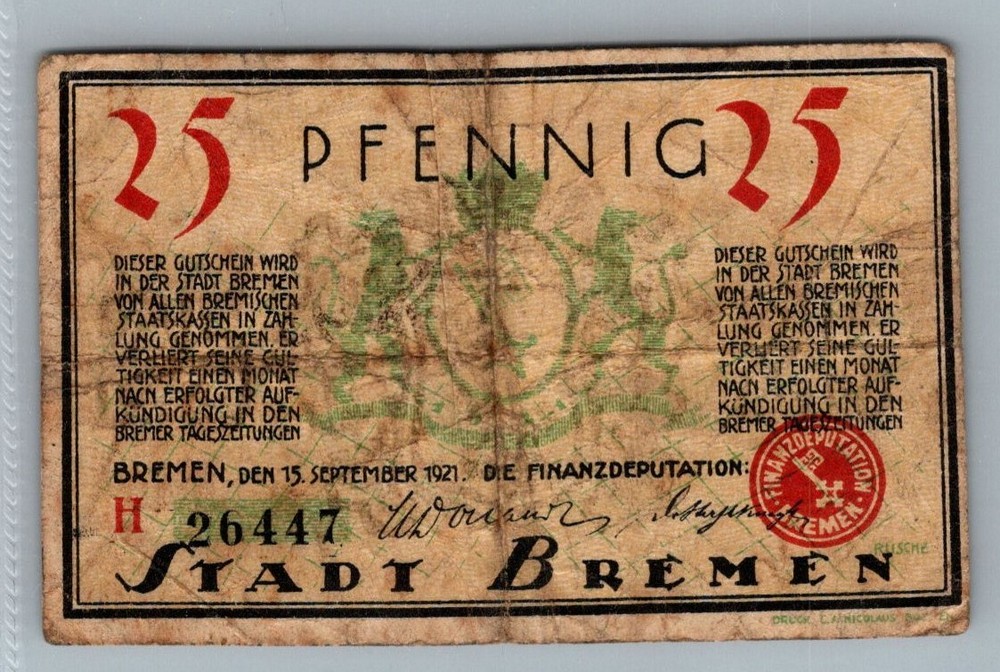 25 PFENNIG 25
DIESER GUTSCHEIN WIRD
IN DER STADT BREMEN
VON ALLEN BREMISCHEN
STAATSKASSEN IN ZAH-
LUNG GENOMMEN. ER
VERLIERT SEINE GÜL-
TIGKEIT EINEN MONAT
NACH ERFOLGTER AUF-
KÜNDIGUNG IN DEN
BREMER TAGESZEITUNGEN
DIESER GUTSCHEIN WIRD
IN DER STADT BREMEN
VON ALLEN BREMISCHEN
STAATSKASSEN IN ZAH-
LUNG GENOMMEN. ER
VERLIERT SEINE GÜL-
TIGKEIT EINEN MONAT
NACH ERFOLGTER AUF-
KÜNDIGUNG IN DEN
BREMER TAGESZEITUNGEN
BREMEN, DEN 15. SEPTEMBER 1921. DIE FINANZDEPUTATION:
FINANZDEPUTATION
BREMEN
H 26447
STADT BREMEN
DRUCK NICOLAUS